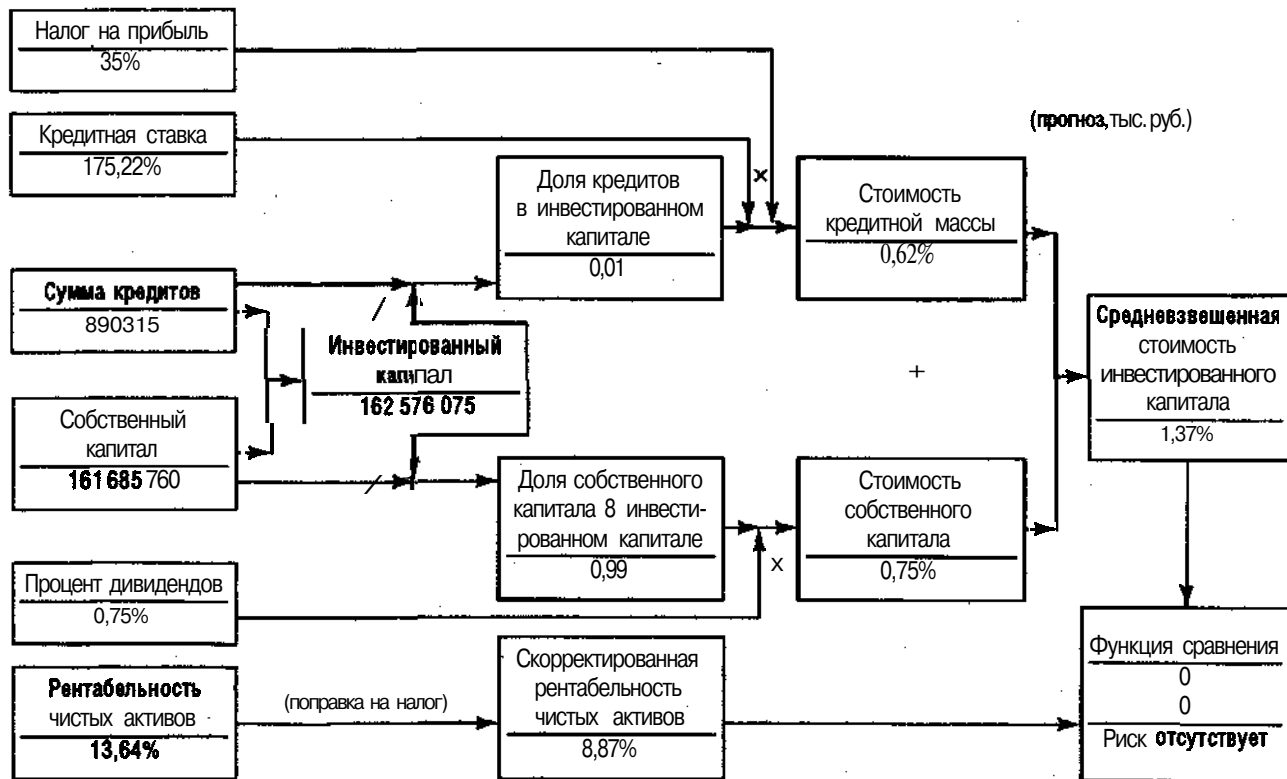 Налог на прибыль
35%
Кредитная ставка
175,22%
(прогноз, тыс. руб.)
Доля кредитов
в инвестированном
капитале
0,01
x
Стоимость
кредитной массы
0,62%
Сумма кредитов
890315
/
Инвестированный
капипал
162 576 075
Средневзвешенная
стоимость
инвестированного
капитала
1,37%
+
Собственный
капитал
161 685 760
/
Доля собственного
капитала 8 инвести-
рованном капитале
0,99
x
Стоимость
собственного
капитала
0,75%
Процент дивидендов
0,75%
Рентабельность
чистых активов
13,64%
(поправка на налог)
Скорректированная
рентабельность
чистых активов
8,87%
Функция сравнения
0
0
Риск отсутствует